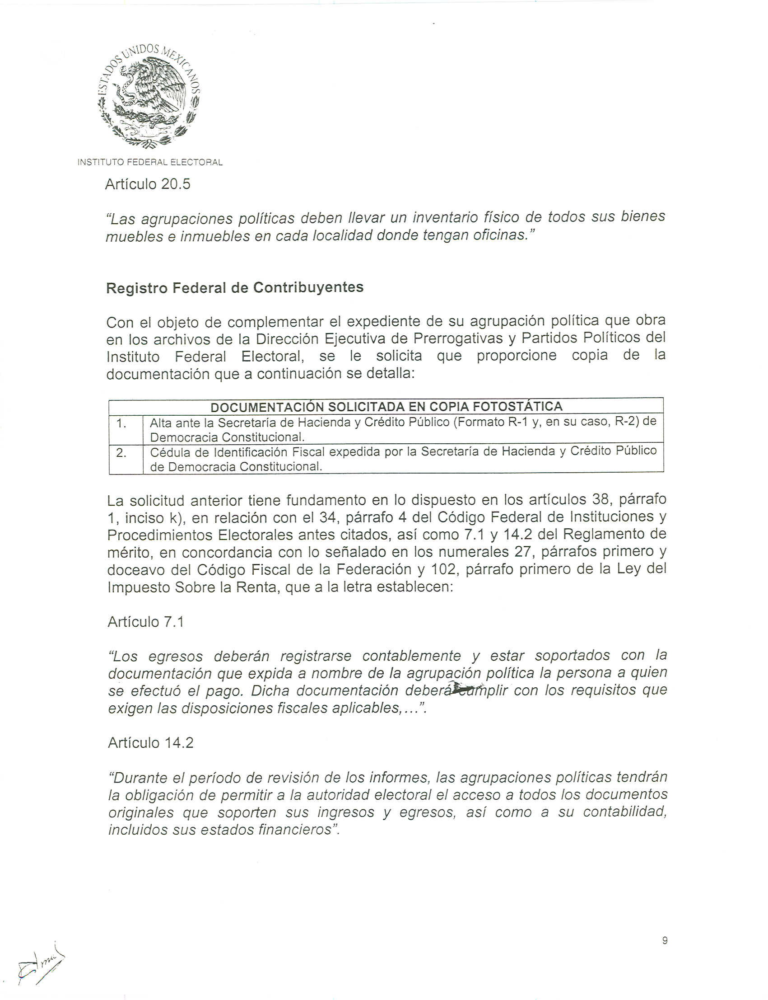 ESTADOS UNIDOS MEXICANOS
INSTITUTO FEDERAL ELECTORAL
Artículo 20.5
“Las agrupaciones políticas deben llevar un inventario físico de todos sus bienes
muebles e inmuebles en cada localidad donde tengan oficinas.”
Registro Federal de Contribuyentes
Con el objeto de complementar el expediente de su agrupación política que obra
en los archivos de la Dirección Ejecutiva de Prerrogativas y Partidos Políticos del
Instituto Federal Electoral, se le solicita que proporcione copia de la
documentación que a continuación se detalla:
DOCUMENTACIÓN SOLICITADA EN COPIA FOTOSTÁTICA
1. Alta ante la Secretaría de Hacienda y Crédito Público (Formato R-1 y, en su caso, R-2) de
Democracia Constitucional.
2. Cédula de Identificación Fiscal expedida por la Secretaría de Hacienda y Crédito Público
de Democracia Constitucional.
La solicitud anterior tiene fundamento en lo dispuesto en los artículos 38, párrafo
1, inciso k), en relación con el 34, párrafo 4 del Código Federal de Instituciones y
Procedimientos Electorales antes citados, así como 7.1 y 14.2 del Reglamento de
mérito, en concordancia con lo señalado en los numerales 27, párrafos primero y
doceavo del Código Fiscal de la Federación y 102, párrafo primero de la Ley del
Impuesto Sobre la Renta, que a la letra establecen:
Artículo 7.1
“Los egresos deberán registrarse contablemente y estar soportados con la
documentación que expida a nombre de la agrupación política la persona a quien
se efectuó el pago. Dicha documentación deberá cumplir con los requisitos que
exigen las disposiciones fiscales aplicables,...”.
Artículo 14.2
“Durante el período de revisión de los informes, las agrupaciones políticas tendrán
la obligación de permitir a la autoridad electoral el acceso a todos los documentos
originales que soporten sus ingresos y egresos, así como a su contabilidad,
incluidos sus estados financieros”.
9